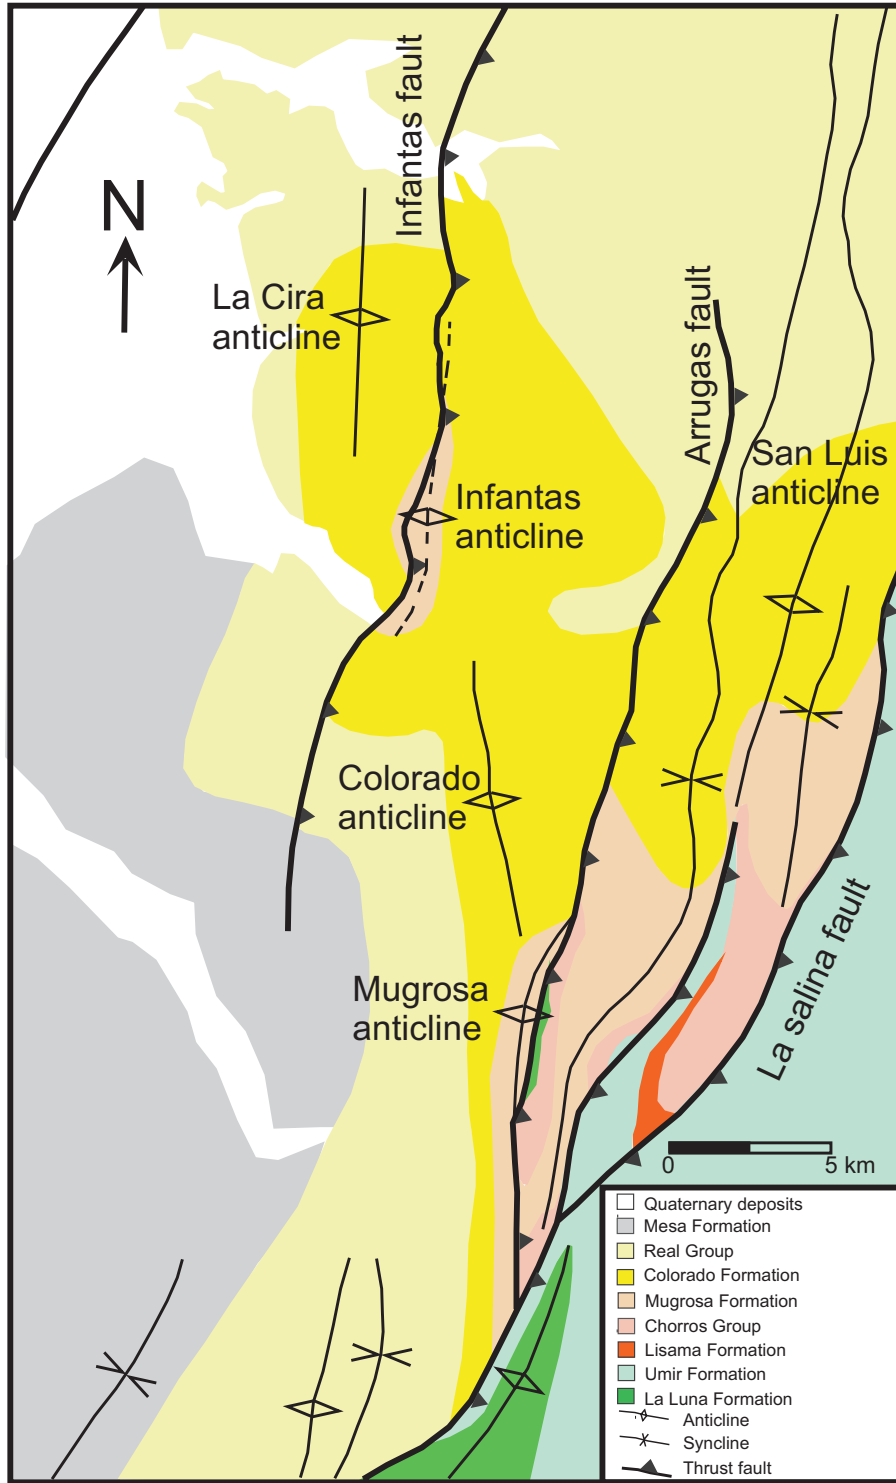 Infantas fault
N
La Cira
anticline
Arrugas fault
San Luis
anticline
Infantas
anticline
Colorado
anticline
Mugrosa
anticline
La salina fault
0 5 km
Quaternary deposits
Mesa Formation
Real Group
Colorado Formation
Mugrosa Formation
Chorros Group
Lisama Formation
Umir Formation
La Luna Formation
Anticline
Syncline
Thrust fault